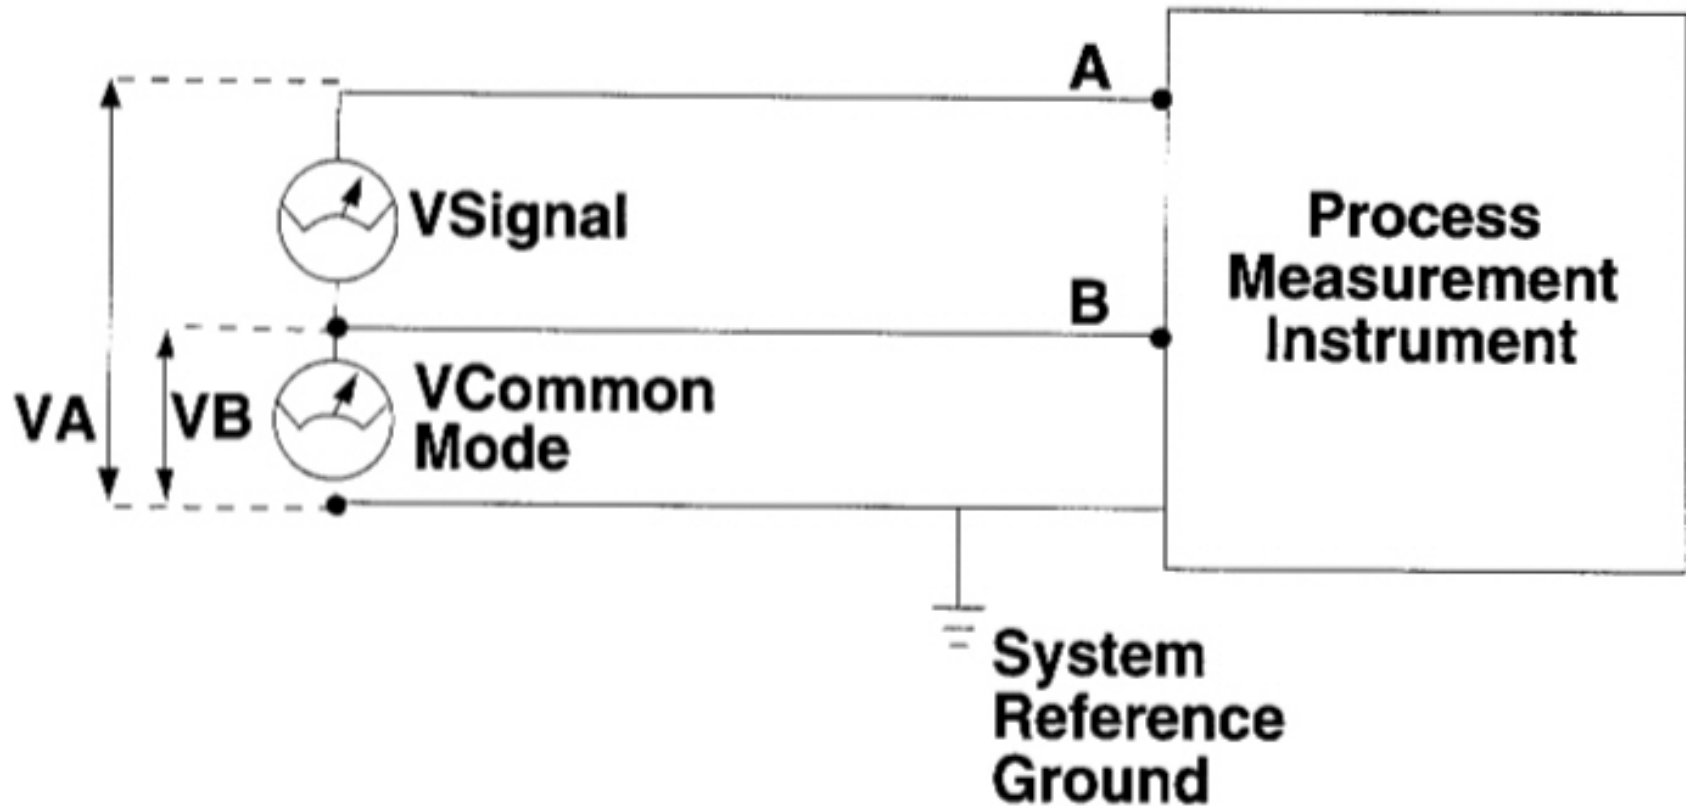 A
VSignal
Process
Measurement
Instrument
B
VA
VB
VCommon
Mode
System
Reference
Ground